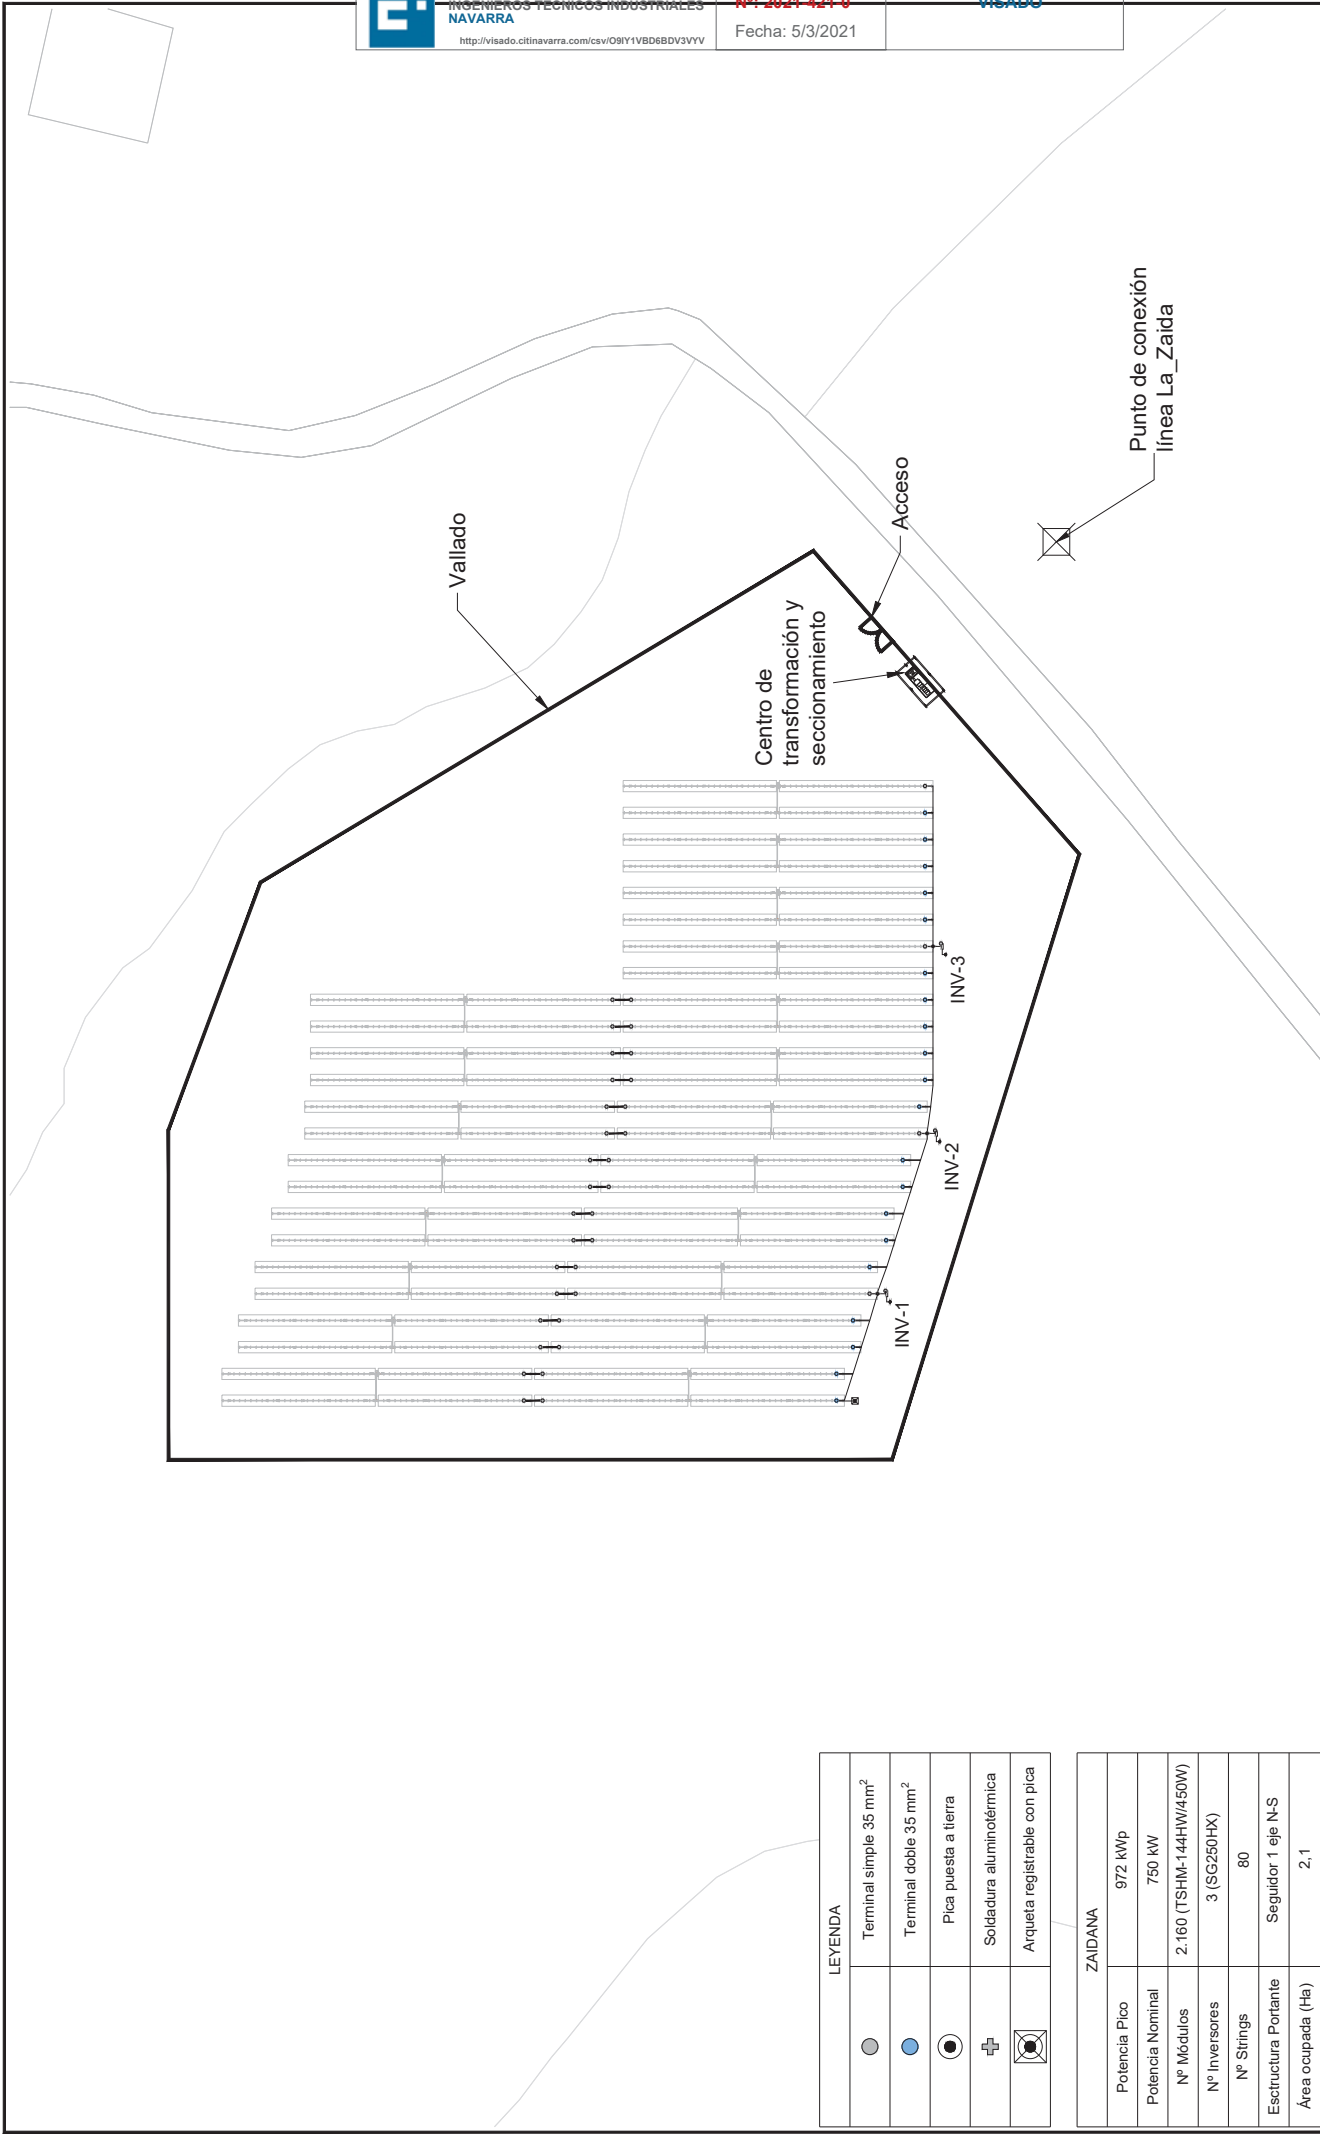 INGENIEROS TÉCNICOS INDUSTRIALES
NAVARRA
http://visado.citinavarra.com/csv/O9IY1VBD6BDV3VYV
Nº: 2021-421-0
Fecha: 5/3/2021
VISADO
Vallado
Acceso
Punto de conexión
línea La_Zaida
Centro de
transformación y
seccionamiento
INV-3
INV-2
INV-1
LEYENDA
Terminal simple 35 mm²
Terminal doble 35 mm²
Pica puesta a tierra
Soldadura aluminotérmica
Arqueta registrable con pica
ZAIDANA
Potencia Pico 972 kWp
Potencia Nominal 750 kW
Nº Módulos 2.160 (TSHM-144HW/450W)
Nº Inversores 3 (SG250HX)
Nº Strings 80
Esctructura Portante Seguidor 1 eje N-S
Área ocupada (Ha) 2,1